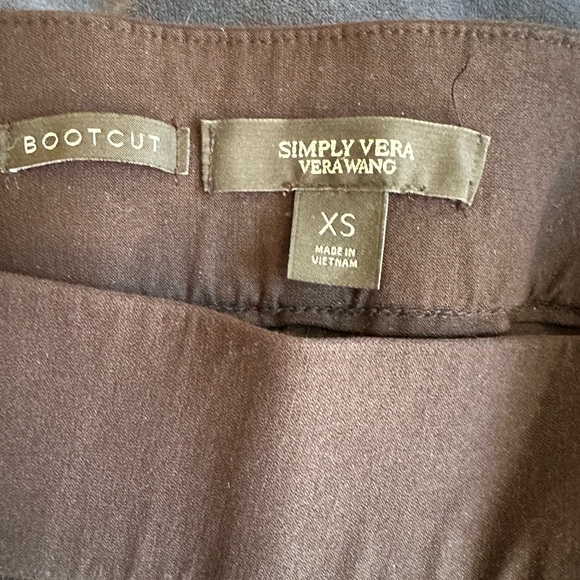 BOOTCUT
SIMPLY VERA
VERA WANG
XS
MADE IN
VIETNAM